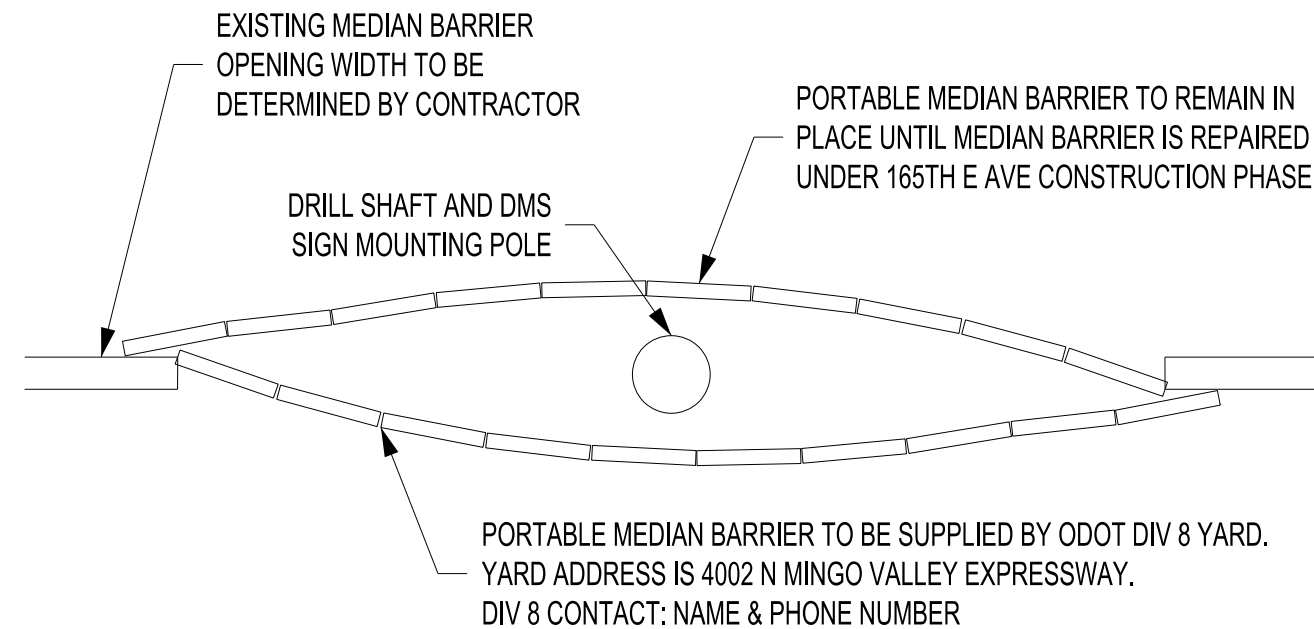 EXISTING MEDIAN BARRIER
OPENING WIDTH TO BE
DETERMINED BY CONTRACTOR
PORTABLE MEDIAN BARRIER TO REMAIN IN
PLACE UNTIL MEDIAN BARRIER IS REPAIRED
UNDER 165TH E AVE CONSTRUCTION PHASE
DRILL SHAFT AND DMS
SIGN MOUNTING POLE
PORTABLE MEDIAN BARRIER TO BE SUPPLIED BY ODOT DIV 8 YARD.
YARD ADDRESS IS 4002 N MINGO VALLEY EXPRESSWAY.
DIV 8 CONTACT: NAME & PHONE NUMBER